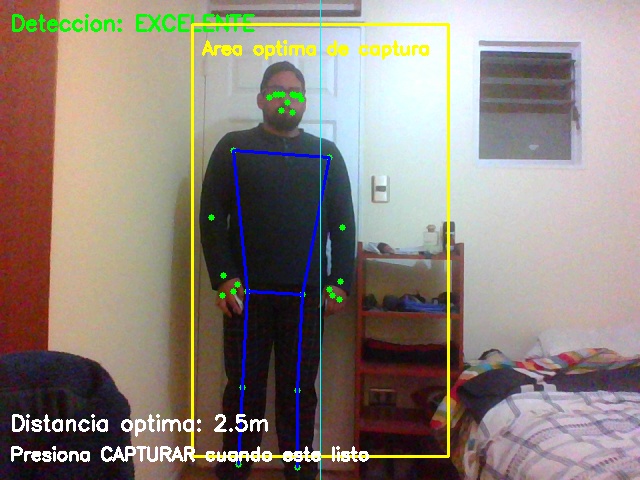 Deteccion: EXCELENTE
Area optima de captura
Distancia optima: 2.5m
Presiona CAPTURAR cuando este listo